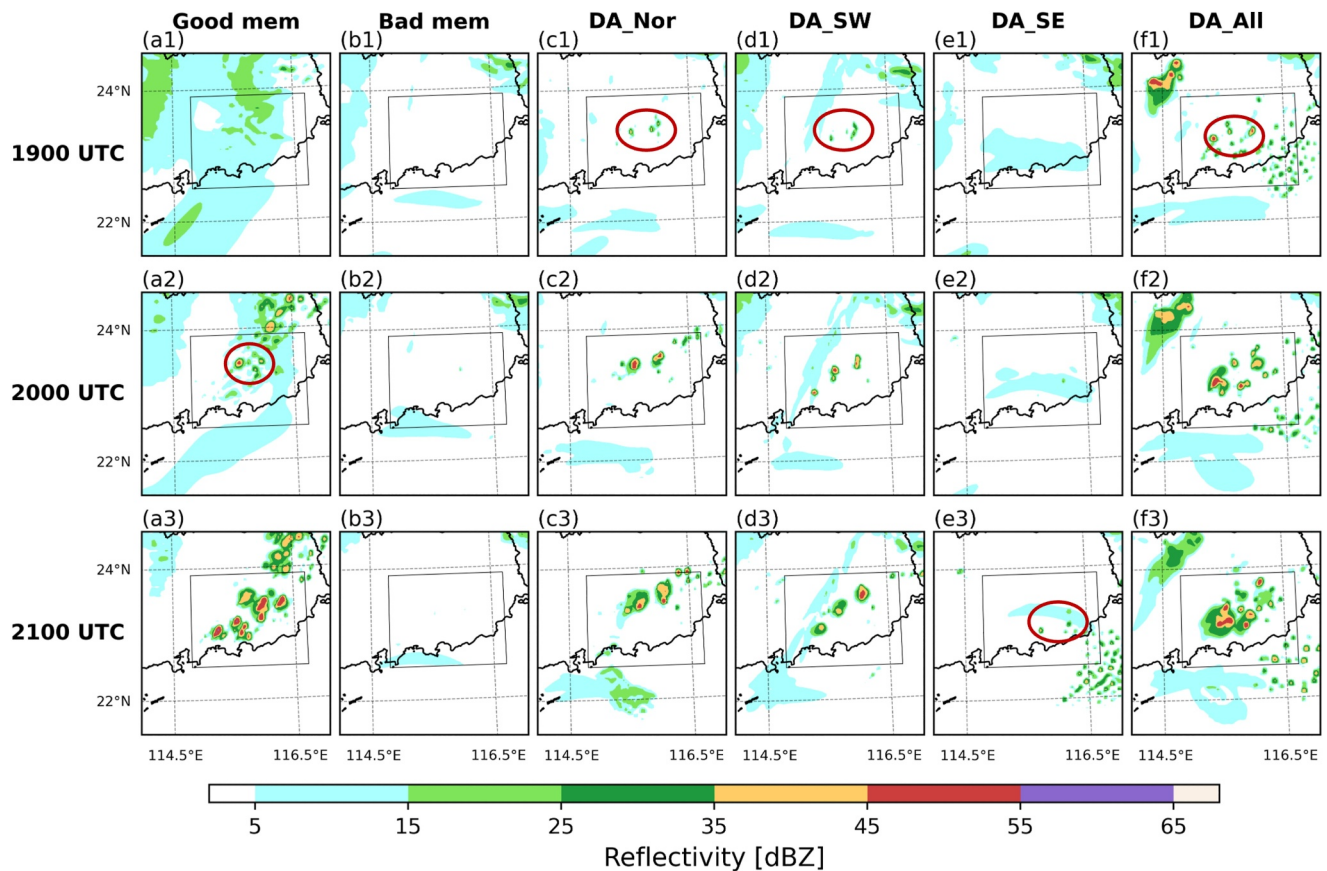 Good mem Bad mem DA_Nor DA_SW DA_SE DA_All
(a1) (b1) (c1) (d1) (e1) (f1)
24°N
1900 UTC
22°N
(a2) (b2) (c2) (d2) (e2) (f2)
24°N
2000 UTC
22°N
(a3) (b3) (c3) (d3) (e3) (f3)
24°N
2100 UTC
22°N
114.5°E 116.5°E 114.5°E 116.5°E 114.5°E 116.5°E 114.5°E 116.5°E 114.5°E 116.5°E 114.5°E 116.5°E
5 15 25 35 45 55 65
Reflectivity [dBZ]